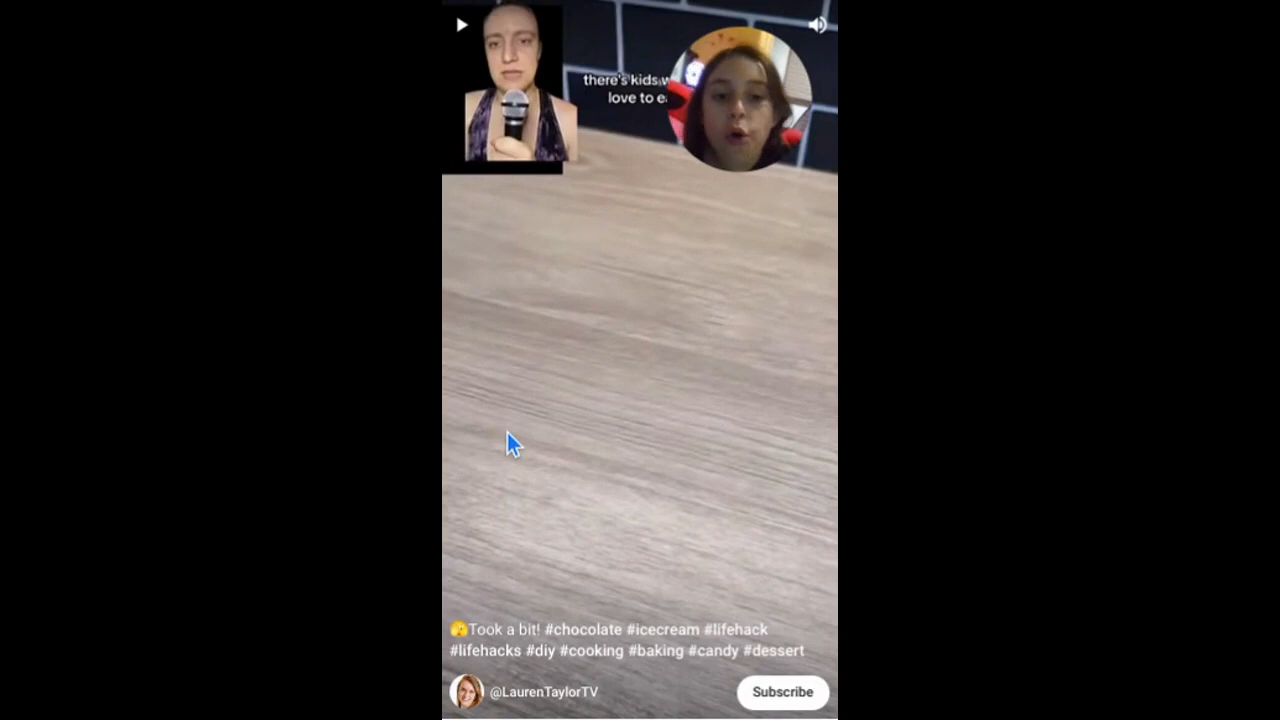 there's kids
love to
🫣Took a bit! #chocolate #icecream #lifehack
#lifehacks #diy #cooking #baking #candy #dessert
@LaurenTaylorTV
Subscribe